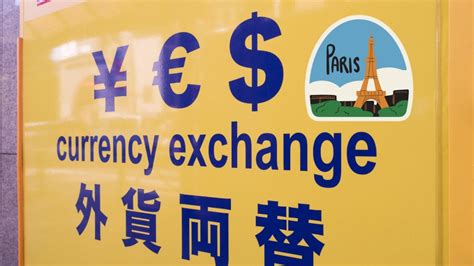 ¥ € $
PARIS
currency exchange
外貨両替